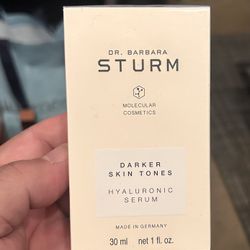 DR. BARBARA
STURM
MOLECULAR
COSMETICS
DARKER
SKIN TONES
HYALURONIC
SERUM
MADE IN GERMANY
30 ml net 1 fl. oz.